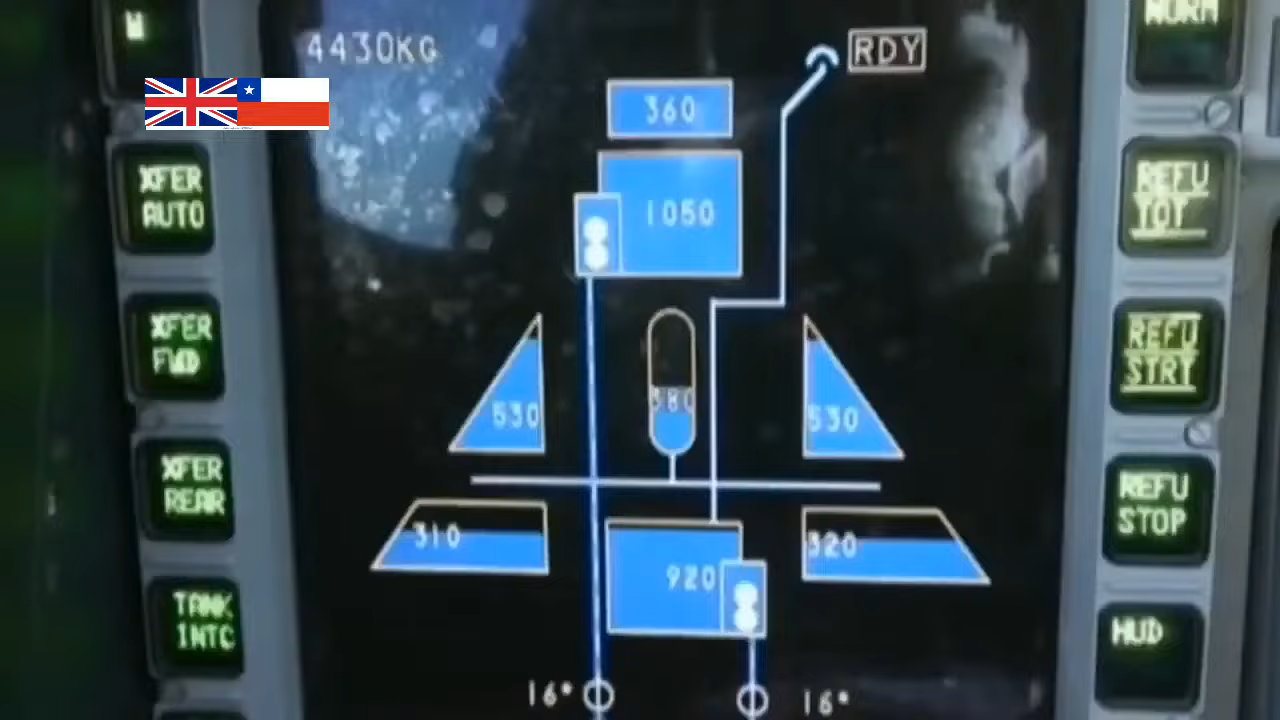 W
4430KG
RDY
NORM
360
XFER
AUTO
1050
REFU
TOT
XFER
FWD
530
380
530
REFU
STRT
XFER
REAR
310
920
320
REFU
STOP
TANK
INTC
HUD
16°
16°